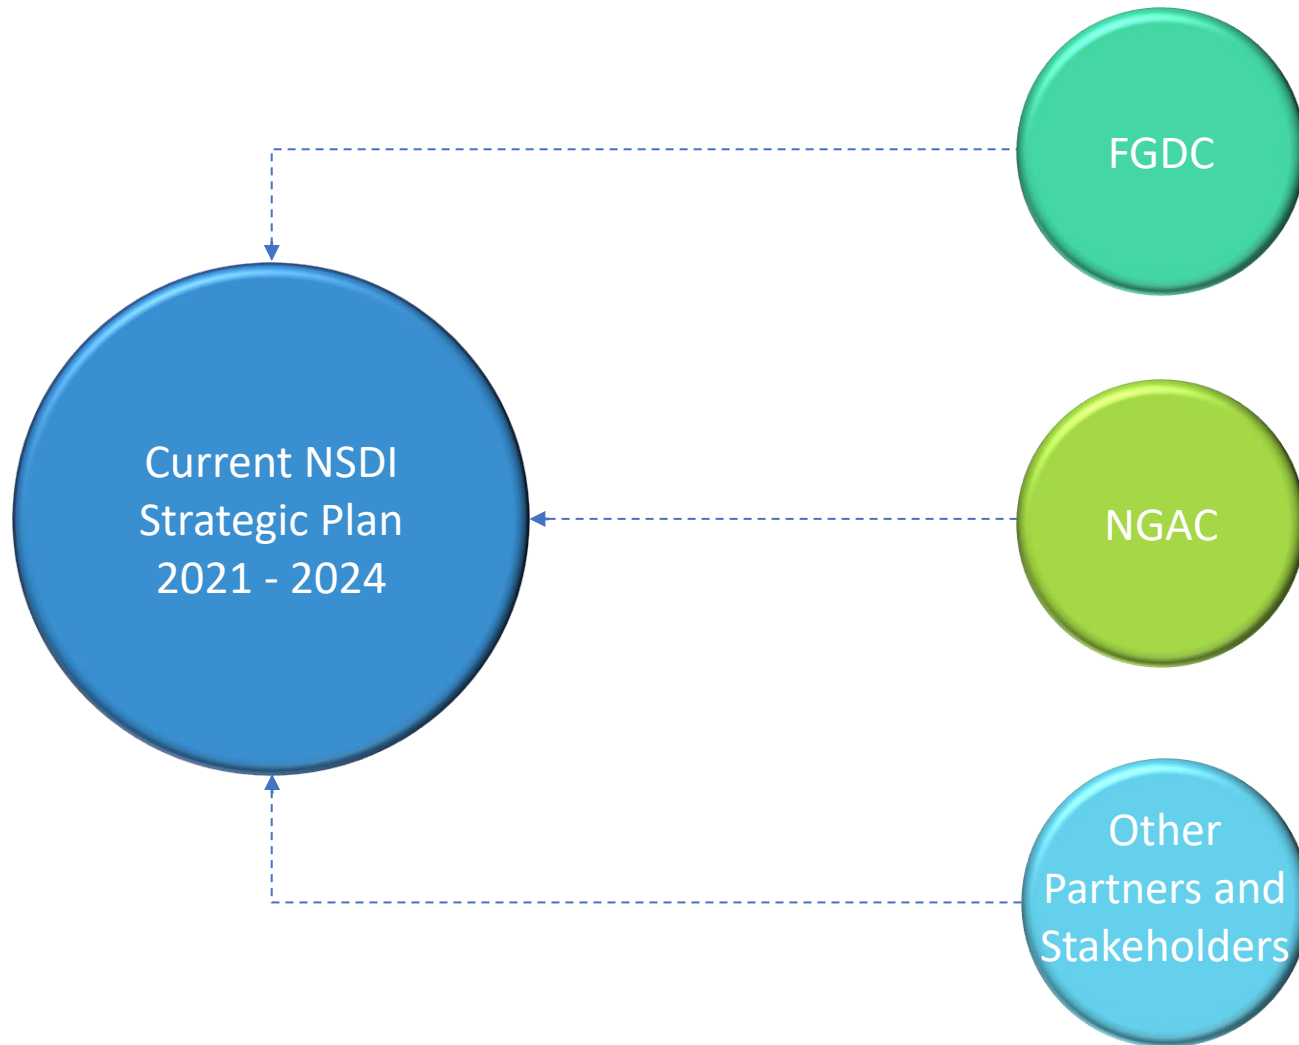 FGDC
Current NSDI
Strategic Plan
2021 - 2024
NGAC
Other
Partners and
Stakeholders